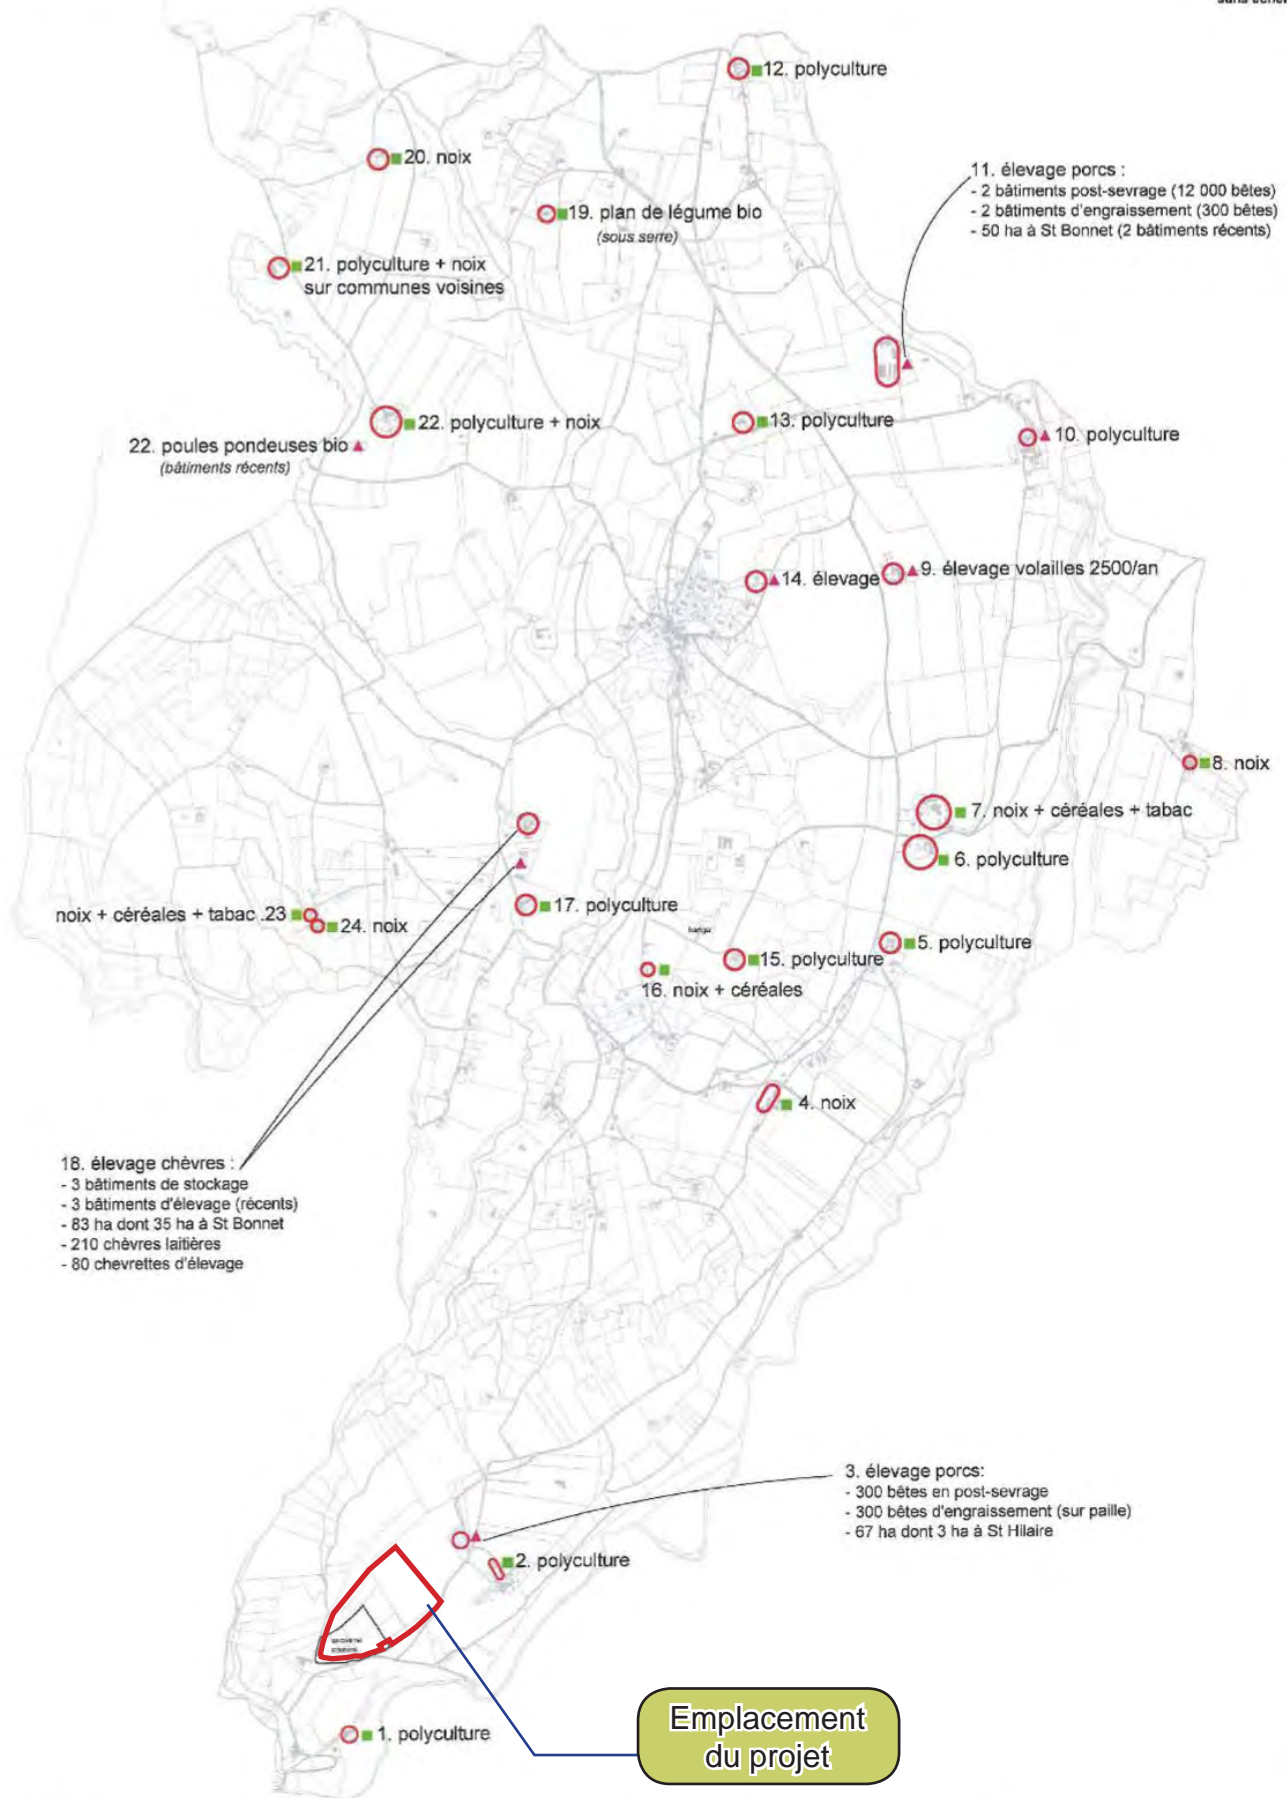 12. polyculture
20. noix
11. élevage porcs :
- 2 bâtiments post-sevrage (12 000 bêtes)
- 2 bâtiments d'engraissement (300 bêtes)
- 50 ha à St Bonnet (2 bâtiments récents)
19. plan de légume bio
(sous serre)
21. polyculture + noix
sur communes voisines
22. polyculture + noix
13. polyculture
22. poules pondeuses bio
(bâtiments récents)
10. polyculture
14. élevage
9. élevage volailles 2500/an
8. noix
7. noix + céréales + tabac
6. polyculture
noix + céréales + tabac .23
24. noix
17. polyculture
5. polyculture
15. polyculture
16. noix + céréales
4. noix
18. élevage chèvres :
- 3 bâtiments de stockage
- 3 bâtiments d'élevage (récents)
- 83 ha dont 35 ha à St Bonnet
- 210 chèvres laitières
- 80 chevrettes d'élevage
3. élevage porcs:
- 300 bêtes en post-sevrage
- 300 bêtes d'engraissement (sur paille)
- 67 ha dont 3 ha à St Hilaire
2. polyculture
Emplacement
du projet
1. polyculture